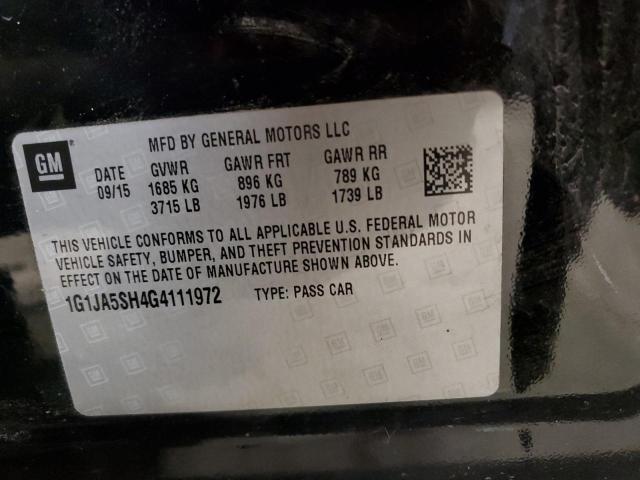 GM
MFD BY GENERAL MOTORS LLC
DATE GVWR GAWR FRT GAWR RR
09/15 1685 KG 896 KG 789 KG
3715 LB 1976 LB 1739 LB
THIS VEHICLE CONFORMS TO ALL APPLICABLE U.S. FEDERAL MOTOR
VEHICLE SAFETY, BUMPER, AND THEFT PREVENTION STANDARDS IN
EFFECT ON THE DATE OF MANUFACTURE SHOWN ABOVE.
1G1JA5SH4G4111972 TYPE: PASS CAR